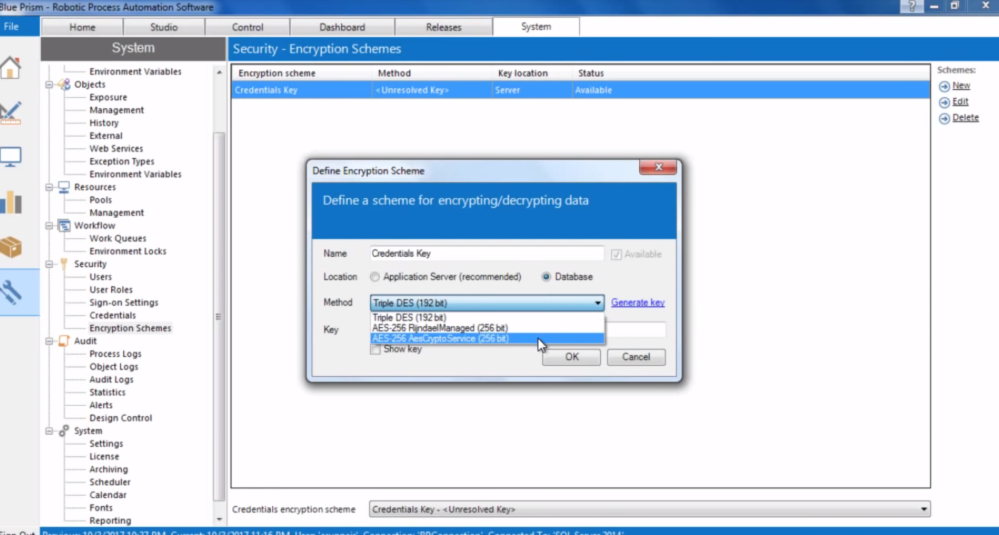 Blue Prism - Robotic Process Automation Software
File Home Studio Control Dashboard Releases System
System
Security - Encryption Schemes
Environment Variables
Objects
Exposure
Management
History
External
Web Services
Exception Types
Environment Variables
Resources
Pools
Management
Workflow
Work Queues
Environment Locks
Security
Users
User Roles
Sign-on Settings
Credentials
Encryption Schemes
Audit
Process Logs
Object Logs
Audit Logs
Statistics
Alerts
Design Control
System
Settings
License
Archiving
Scheduler
Calendar
Fonts
Reporting
Encryption scheme Method Key location Status
Credentials Key <Unresolved Key> Server Available
Schemes:
New
Edit
Delete
Define Encryption Scheme
Define a scheme for encrypting/decrypting data
Name Credentials Key Available
Location Application Server (recommended) Database
Method Triple DES (192 bit) Generate key
Triple DES (192 bit)
AES-256 RijndaelManaged (256 bit)
AES-256 AesCryptoService (256 bit)
Key
Show key
OK Cancel
Credentials encryption scheme Credentials Key - <Unresolved Key>
Sign Out Previous: 10/3/2017 10:37 PM Current: 10/3/2017 11:16 PM User: Connection: 'BPConnection' Connected To: 'SQL Server 2014'